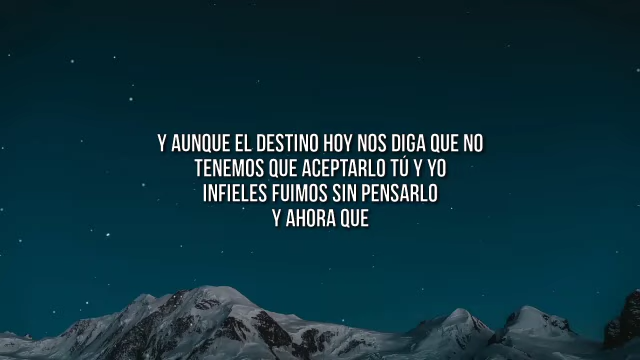 Y AUNQUE EL DESTINO HOY NOS DIGA QUE NO
TENEMOS QUE ACEPTARLO TÚ Y YO
INFIELES FUIMOS SIN PENSARLO
Y AHORA QUE